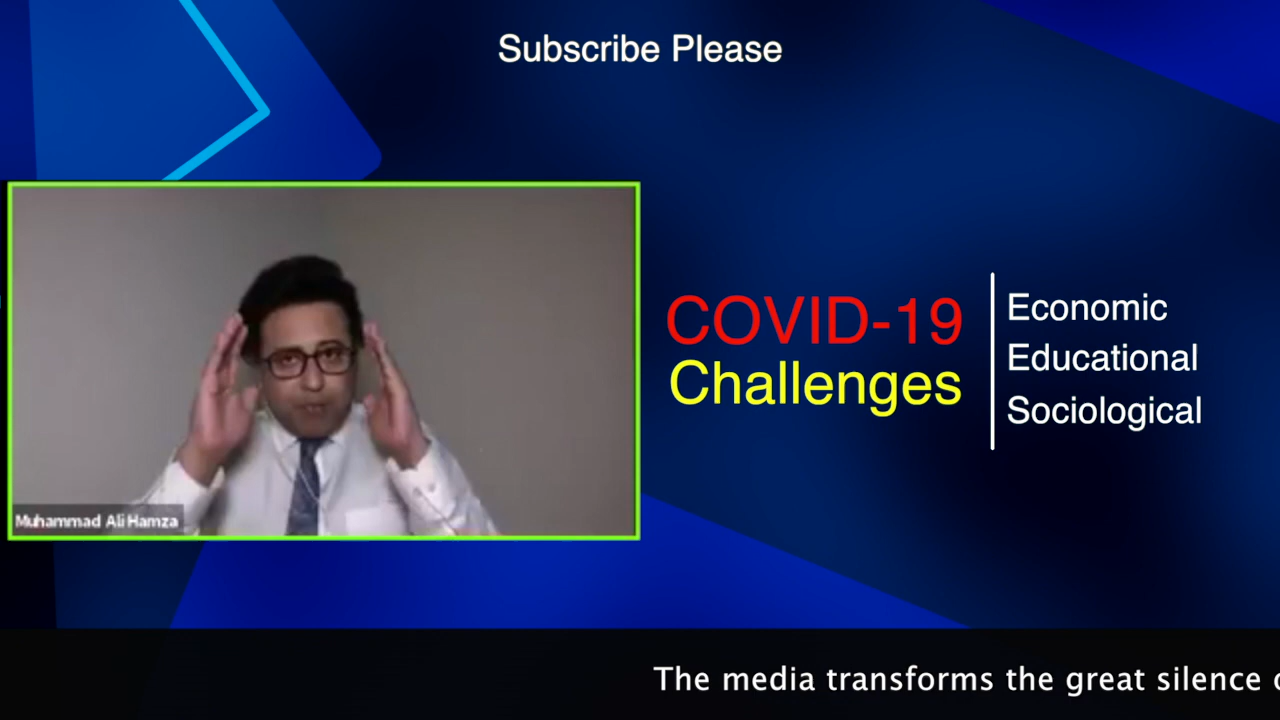 Subscribe Please
Muhammad Ali Hamza
COVID-19
Challenges
Economic
Educational
Sociological
The media transforms the great silence